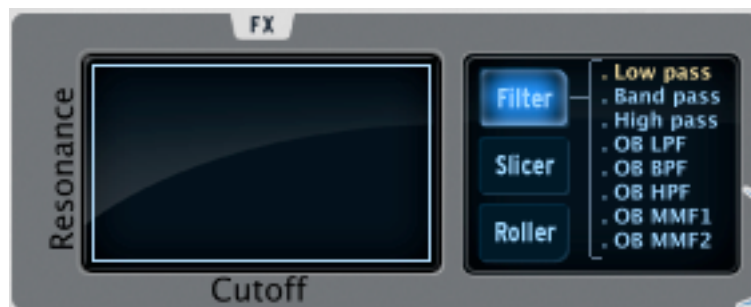 FX
Resonance
Cutoff
Filter
Slicer
Roller
. Low pass
. Band pass
. High pass
. OB LPF
. OB BPF
. OB HPF
. OB MMF1
. OB MMF2